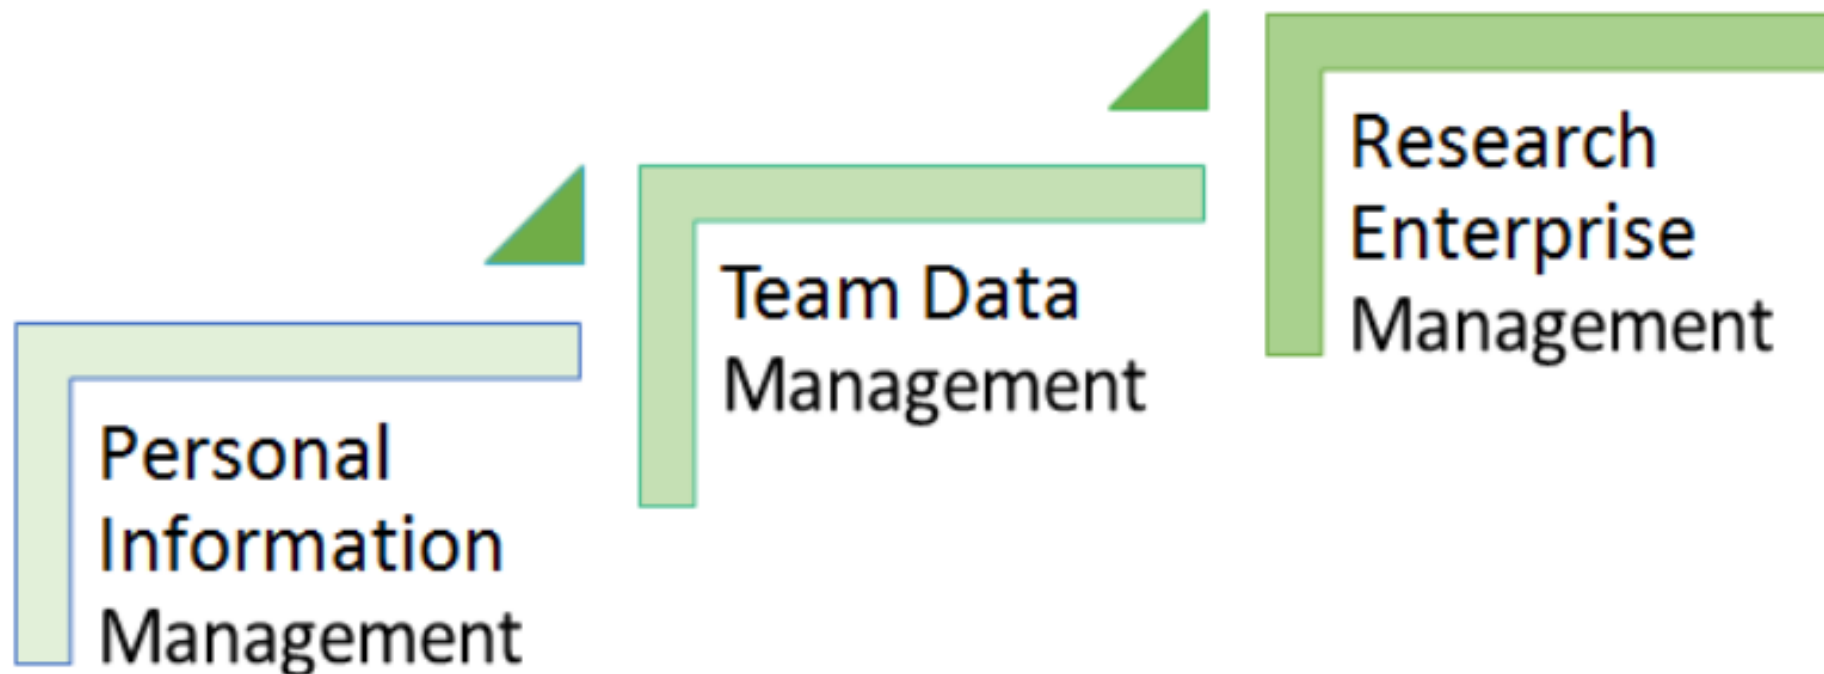 Personal
Information
Management
Team Data
Management
Research
Enterprise
Management